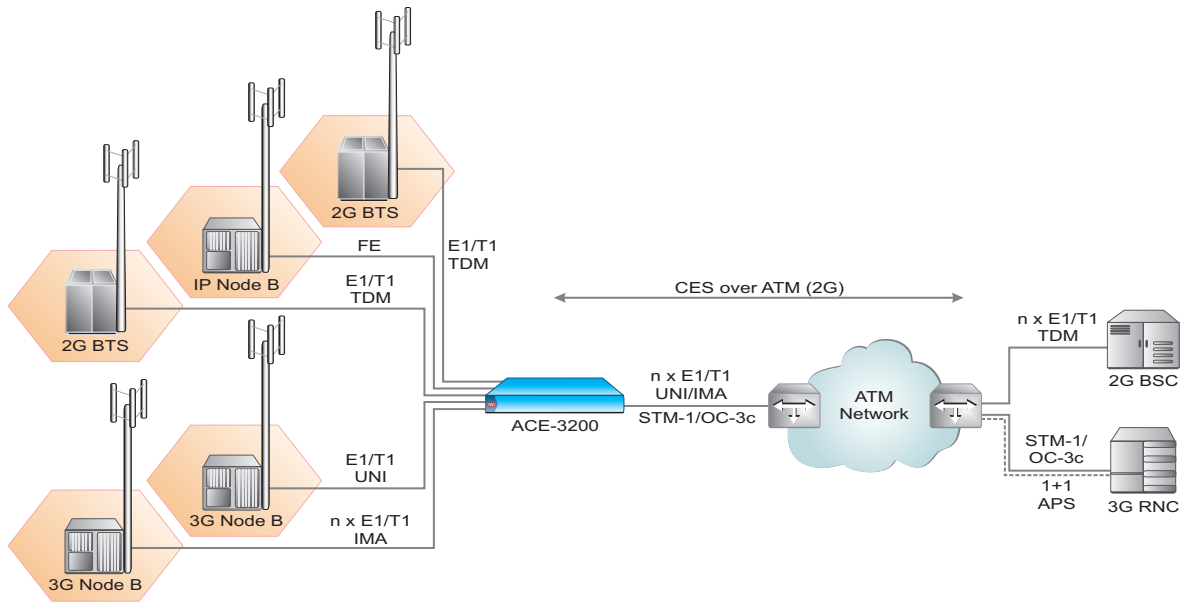 2G BTS
FE
E1/T1
TDM
IP Node B
E1/T1
TDM
CES over ATM (2G)
n x E1/T1
TDM
2G BTS
2G BSC
n x E1/T1
UNI/IMA
ATM
Network
ACE-3200
STM-1/OC-3c
STM-1/
OC-3c
E1/T1
UNI
1+1
APS
3G RNC
3G Node B
n x E1/T1
IMA
3G Node B